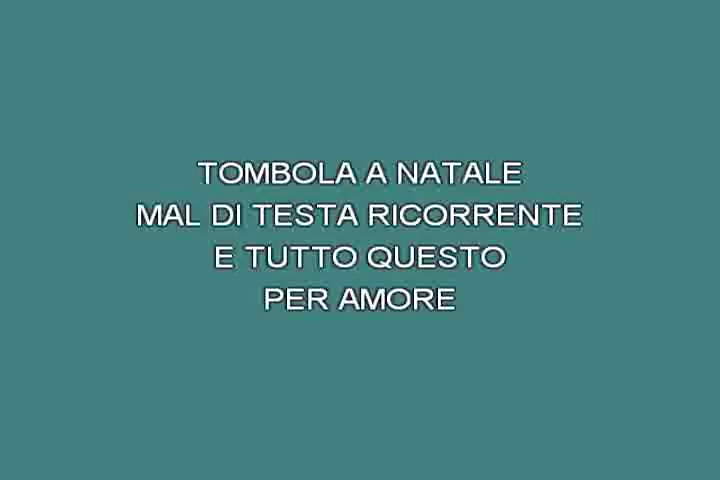 TOMBOLA A NATALE
MAL DI TESTA RICORRENTE
E TUTTO QUESTO
PER AMORE